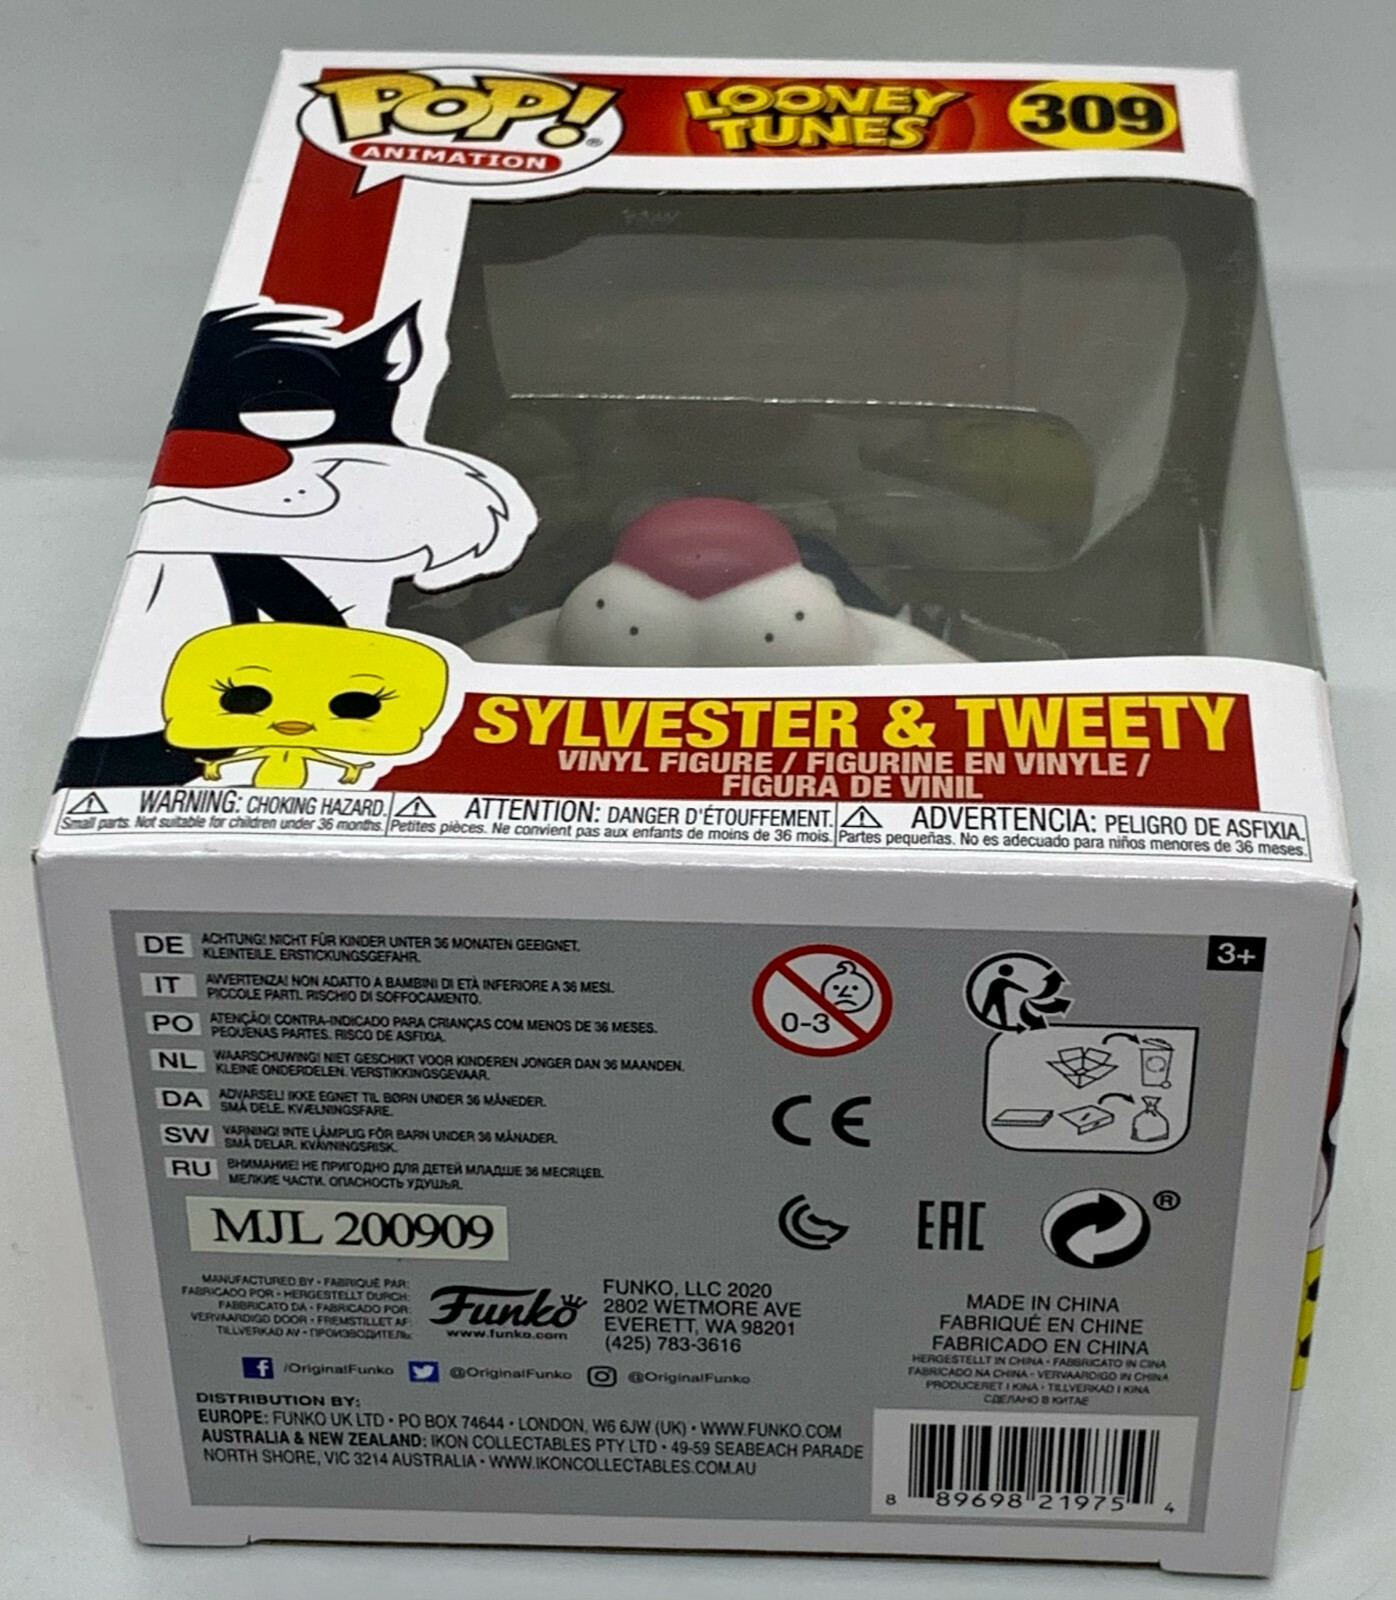 POP!®
ANIMATION
LOONEY
TUNES
309
SYLVESTER & TWEETY
VINYL FIGURE / FIGURINE EN VINYLE /
FIGURA DE VINIL
WARNING: CHOKING HAZARD.
Small parts. Not suitable for children under 36 months.
ATTENTION: DANGER D'ÉTOUFFEMENT.
Petites pièces. Ne convient pas aux enfants de moins de 36 mois.
ADVERTENCIA: PELIGRO DE ASFIXIA.
Partes pequeñas. No es adecuado para niños menores de 36 meses.
DE ACHTUNG! NICHT FÜR KINDER UNTER 36 MONATEN GEEIGNET.
KLEINTEILE. ERSTICKUNGSGEFAHR.
IT AVVERTENZA! NON ADATTO A BAMBINI DI ETÀ INFERIORE A 36 MESI.
PICCOLE PARTI. RISCHIO DI SOFFOCAMENTO.
PO ATENÇÃO! CONTRA-INDICADO PARA CRIANÇAS COM MENOS DE 36 MESES.
PEQUENAS PARTES. RISCO DE ASFIXIA.
NL WAARSCHUWING! NIET GESCHIKT VOOR KINDEREN JONGER DAN 36 MAANDEN.
KLEINE ONDERDELEN. VERSTIKKINGSGEVAAR.
DA ADVARSEL! IKKE EGNET TIL BØRN UNDER 36 MÅNEDER.
SMÅ DELE. KVÆLNINGSFARE.
SW VARNING! INTE LÄMPLIG FÖR BARN UNDER 36 MÅNADER.
SMÅ DELAR. KVÄVNINGSRISK.
RU ВНИМАНИЕ! НЕ ПРИГОДНО ДЛЯ ДЕТЕЙ МЛАДШЕ 36 МЕСЯЦЕВ.
МЕЛКИЕ ЧАСТИ. ОПАСНОСТЬ УДУШЬЯ.
0-3
3+
CE
EAC
®
MJL 200909
MANUFACTURED BY • FABRIQUÉ PAR:
FABRICADO POR • HERGESTELLT DURCH:
FABBRICATO DA • FABRICADO POR:
VERVAARDIGD DOOR • FREMSTILLET AF:
TILLVERKAD AV • ПРОИЗВОДИТЕЛЬ:
Funko
www.funko.com
FUNKO, LLC 2020
2802 WETMORE AVE
EVERETT, WA 98201
(425) 783-3616
f /OriginalFunko @OriginalFunko @OriginalFunko
DISTRIBUTION BY:
EUROPE: FUNKO UK LTD • PO BOX 74644 • LONDON, W6 6JW (UK) • WWW.FUNKO.COM
AUSTRALIA & NEW ZEALAND: IKON COLLECTABLES PTY LTD • 49-59 SEABEACH PARADE
NORTH SHORE, VIC 3214 AUSTRALIA • WWW.IKONCOLLECTABLES.COM.AU
MADE IN CHINA
FABRIQUÉ EN CHINE
FABRICADO EN CHINA
HERGESTELLT IN CHINA • FABBRICATO IN CINA
FABRICADO NA CHINA • VERVAARDIGD IN CHINA
PRODUCERET I KINA • TILLVERKAD I KINA
СДЕЛАНО В КИТАЕ
8 89698 21975 4